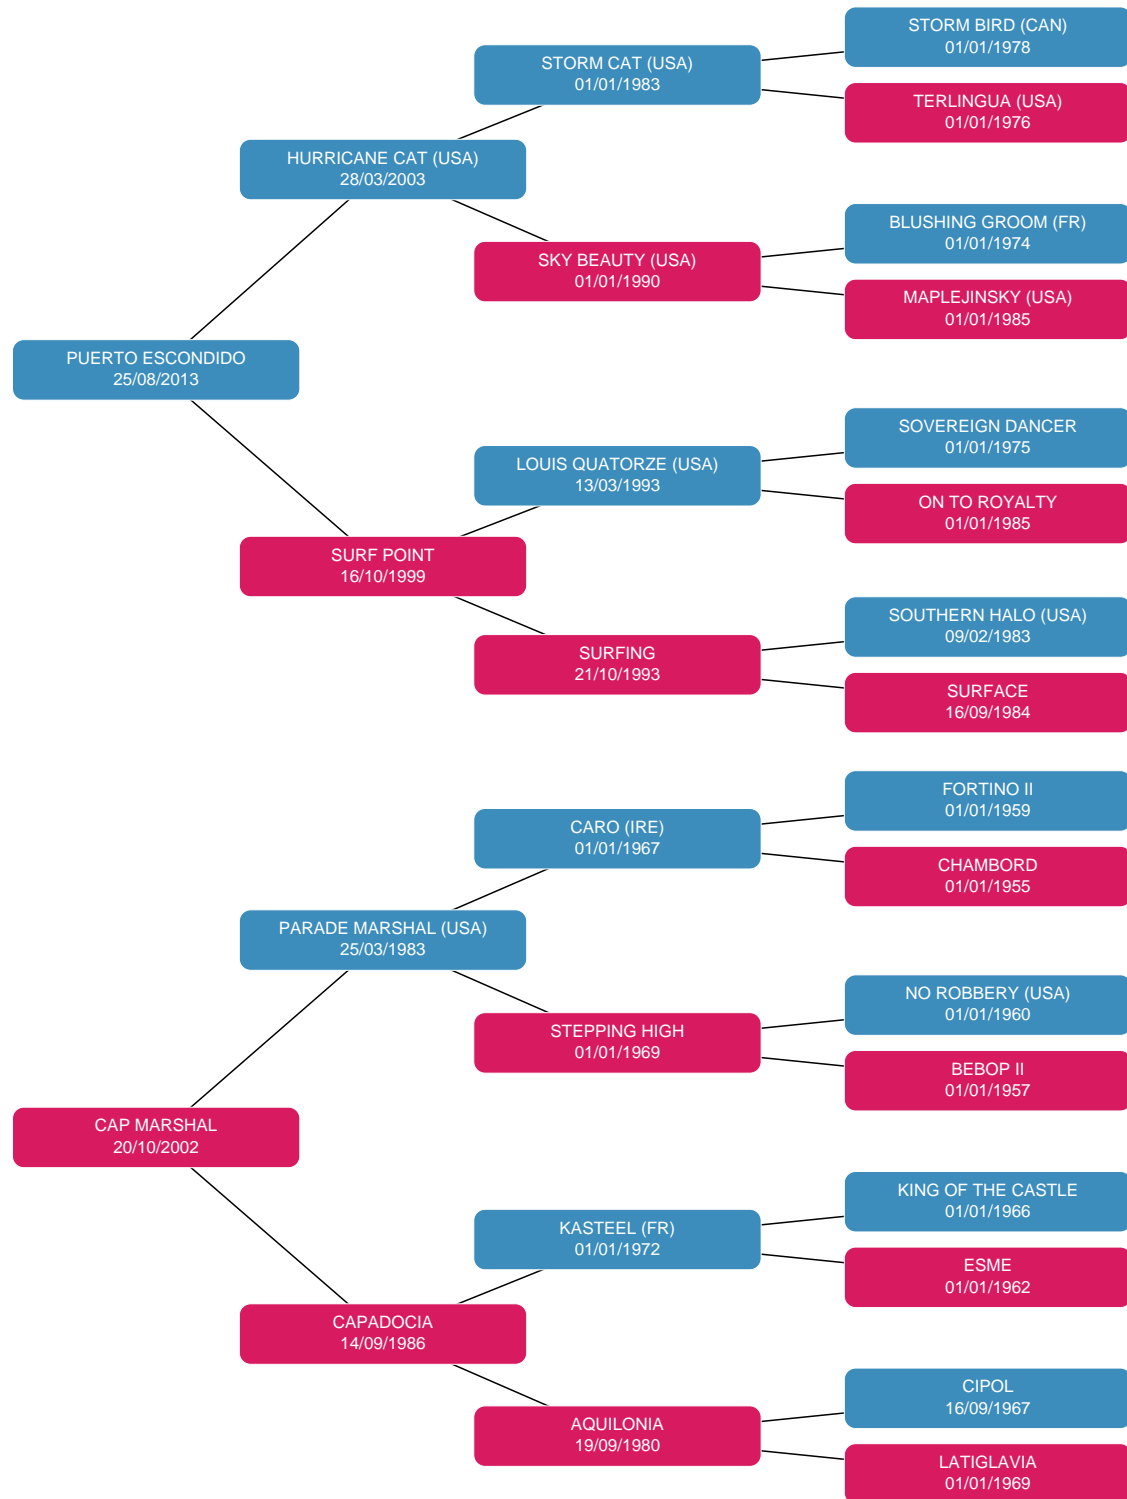 STORM BIRD (CAN)
01/01/1978
STORM CAT (USA)
01/01/1983
TERLINGUA (USA)
01/01/1976
HURRICANE CAT (USA)
28/03/2003
BLUSHING GROOM (FR)
01/01/1974
SKY BEAUTY (USA)
01/01/1990
MAPLEJINSKY (USA)
01/01/1985
PUERTO ESCONDIDO
25/08/2013
SOVEREIGN DANCER
01/01/1975
LOUIS QUATORZE (USA)
13/03/1993
ON TO ROYALTY
01/01/1985
SURF POINT
16/10/1999
SOUTHERN HALO (USA)
09/02/1983
SURFING
21/10/1993
SURFACE
16/09/1984
FORTINO II
01/01/1959
CARO (IRE)
01/01/1967
CHAMBORD
01/01/1955
PARADE MARSHAL (USA)
25/03/1983
NO ROBBERY (USA)
01/01/1960
STEPPING HIGH
01/01/1969
BEBOP II
01/01/1957
CAP MARSHAL
20/10/2002
KING OF THE CASTLE
01/01/1966
KASTEEL (FR)
01/01/1972
ESME
01/01/1962
CAPADOCIA
14/09/1986
CIPOL
16/09/1967
AQUILONIA
19/09/1980
LATIGLAVIA
01/01/1969